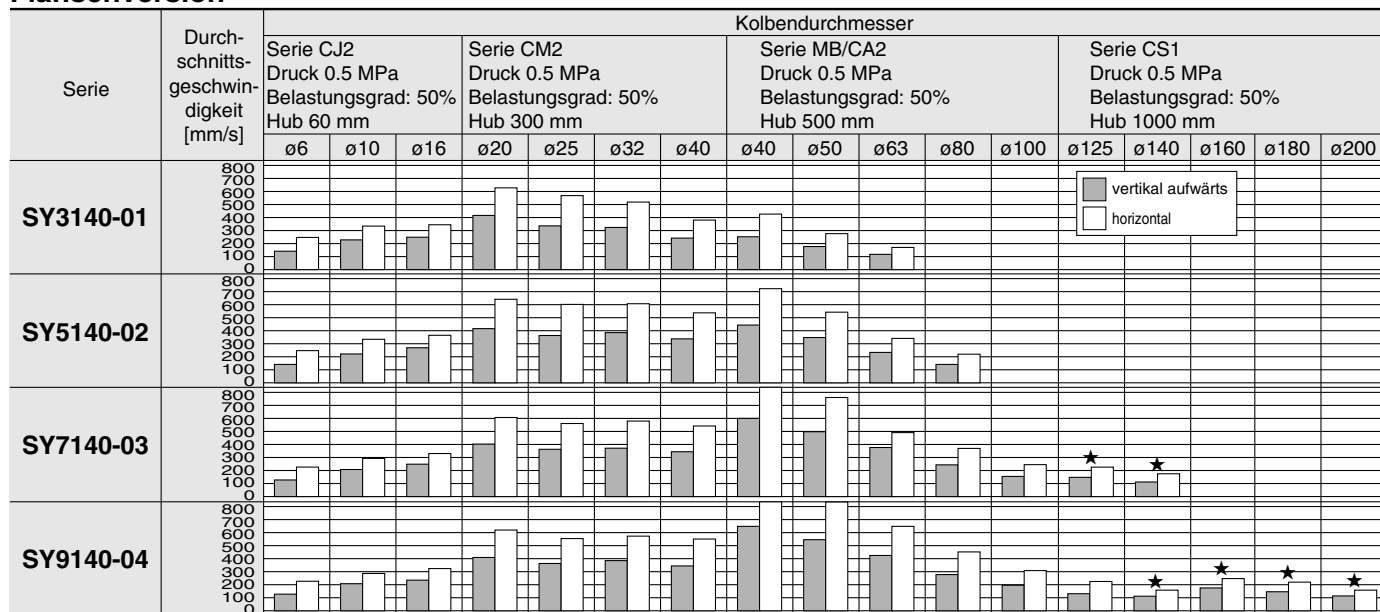 Kolbendurchmesser
Serie
Durch-
schnitts-
geschwin-
digkeit
[mm/s]
Serie CJ2
Druck 0.5 MPa
Belastungsgrad: 50%
Hub 60 mm
Serie CM2
Druck 0.5 MPa
Belastungsgrad: 50%
Hub 300 mm
Serie MB/CA2
Druck 0.5 MPa
Belastungsgrad: 50%
Hub 500 mm
Serie CS1
Druck 0.5 MPa
Belastungsgrad: 50%
Hub 1000 mm
ø6 ø10 ø16 ø20 ø25 ø32 ø40 ø40 ø50 ø63 ø80 ø100 ø125 ø140 ø160 ø180 ø200
SY3140-01
800
700
600
500
400
300
200
100
0
vertikal aufwärts
horizontal
SY5140-02
800
700
600
500
400
300
200
100
0
SY7140-03
800
700
600
500
400
300
200
100
0
★ ★
SY9140-04
800
700
600
500
400
300
200
100
0
★ ★ ★ ★